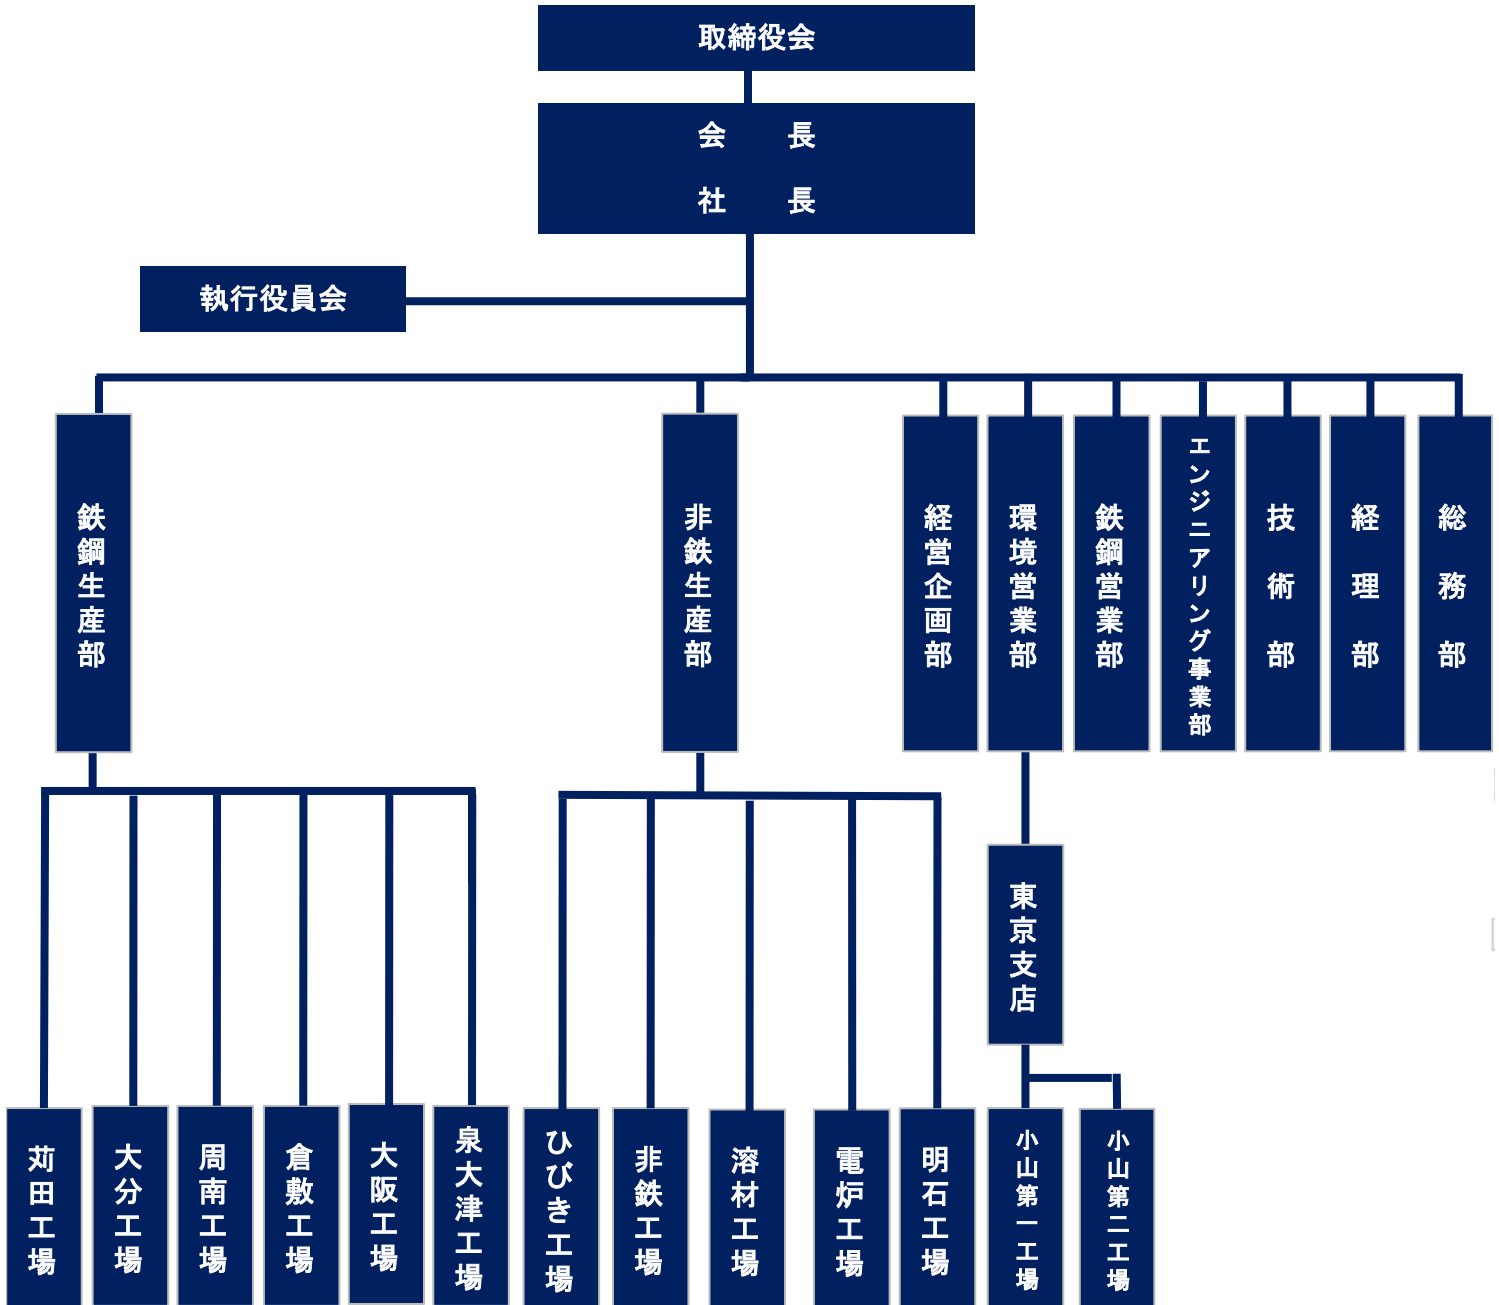 取締役会
会　　長
社　　長
執行役員会
鉄鋼生産部
非鉄生産部
経営企画部
環境営業部
鉄鋼営業部
エンジニアリング事業部
技術部
経理部
総務部
東京支店
苅田工場
大分工場
周南工場
倉敷工場
大阪工場
泉大津工場
ひびき工場
非鉄工場
溶材工場
電炉工場
明石工場
小山第一工場
小山第二工場